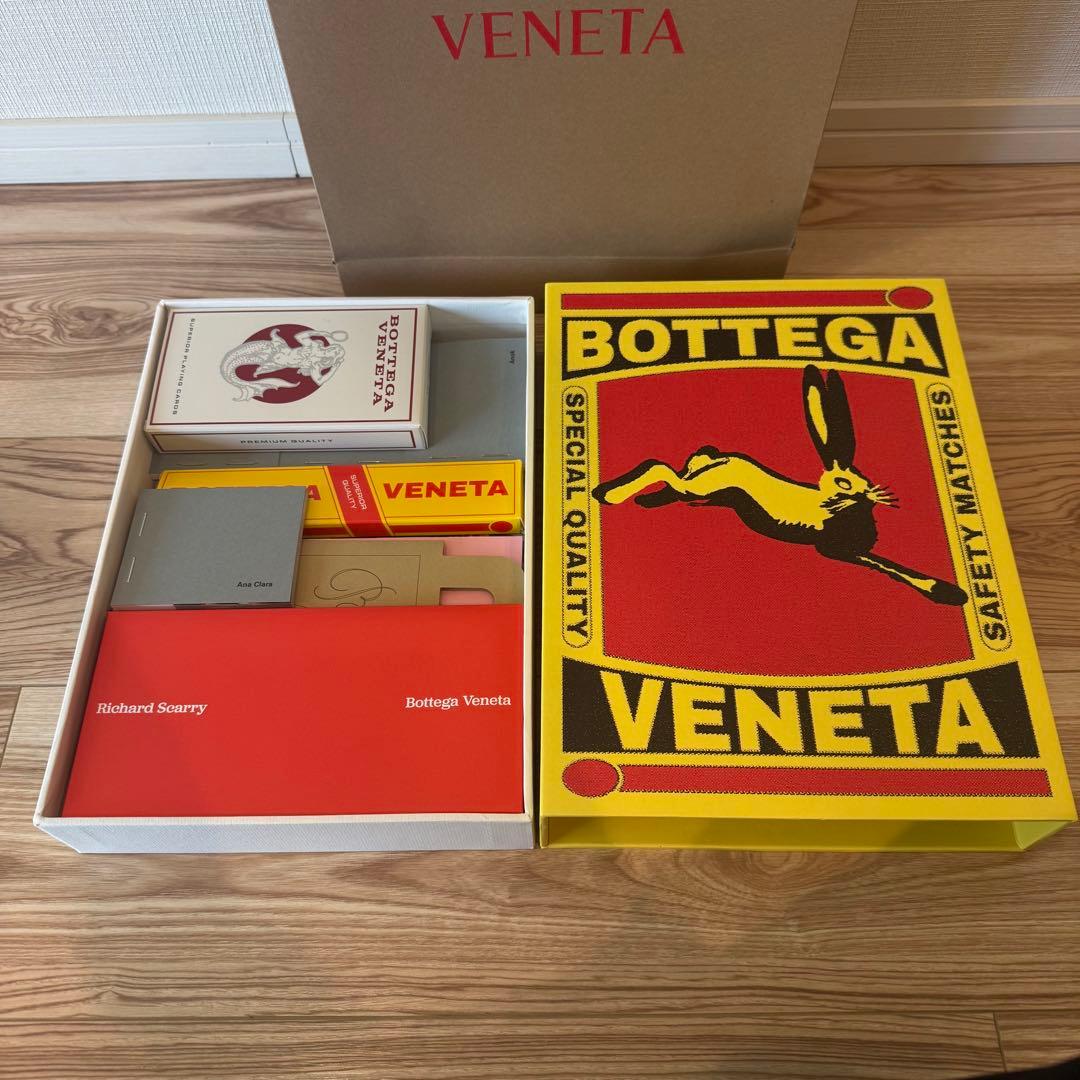 VENETA
SUPERIOR PLAYING CARDS
BOTTEGA
VENETA
PREMIUM QUALITY
Anok
SUPERIOR
QUALITY
VENETA
Ana Clara
Richard Scarry
Bottega Veneta
BOTTEGA
SPECIAL QUALITY
SAFETY MATCHES
VENETA